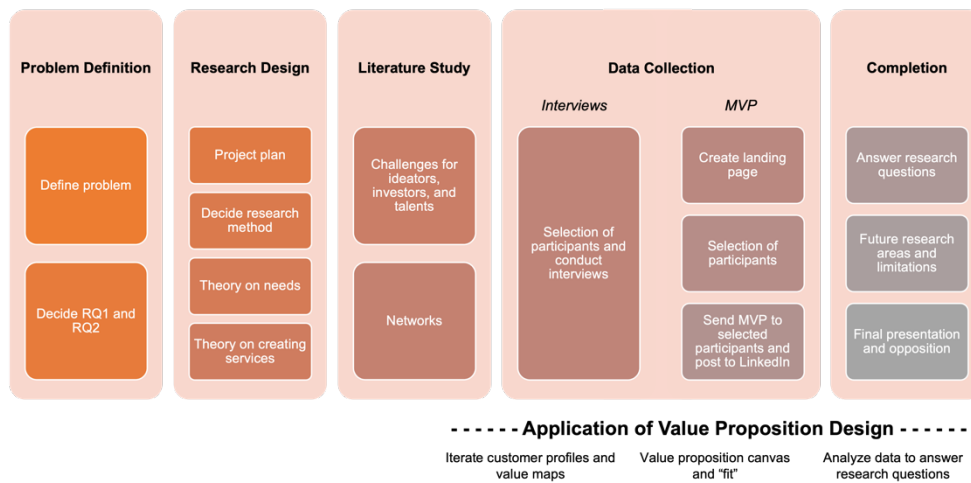 Problem Definition
Define problem
Decide RQ1 and
RQ2
Research Design
Project plan
Decide research
method
Theory on needs
Theory on creating
services
Literature Study
Challenges for
ideators,
investors, and
talents
Networks
Data Collection
Interviews
Selection of
participants and
conduct
interviews
MVP
Create landing
page
Selection of
participants
Send MVP to
selected
participants and
post to LinkedIn
Completion
Answer research
questions
Future research
areas and
limitations
Final presentation
and opposition
- - - - - - Application of Value Proposition Design - - - - - -
Iterate customer profiles and
value maps
Value proposition canvas
and “fit”
Analyze data to answer
research questions